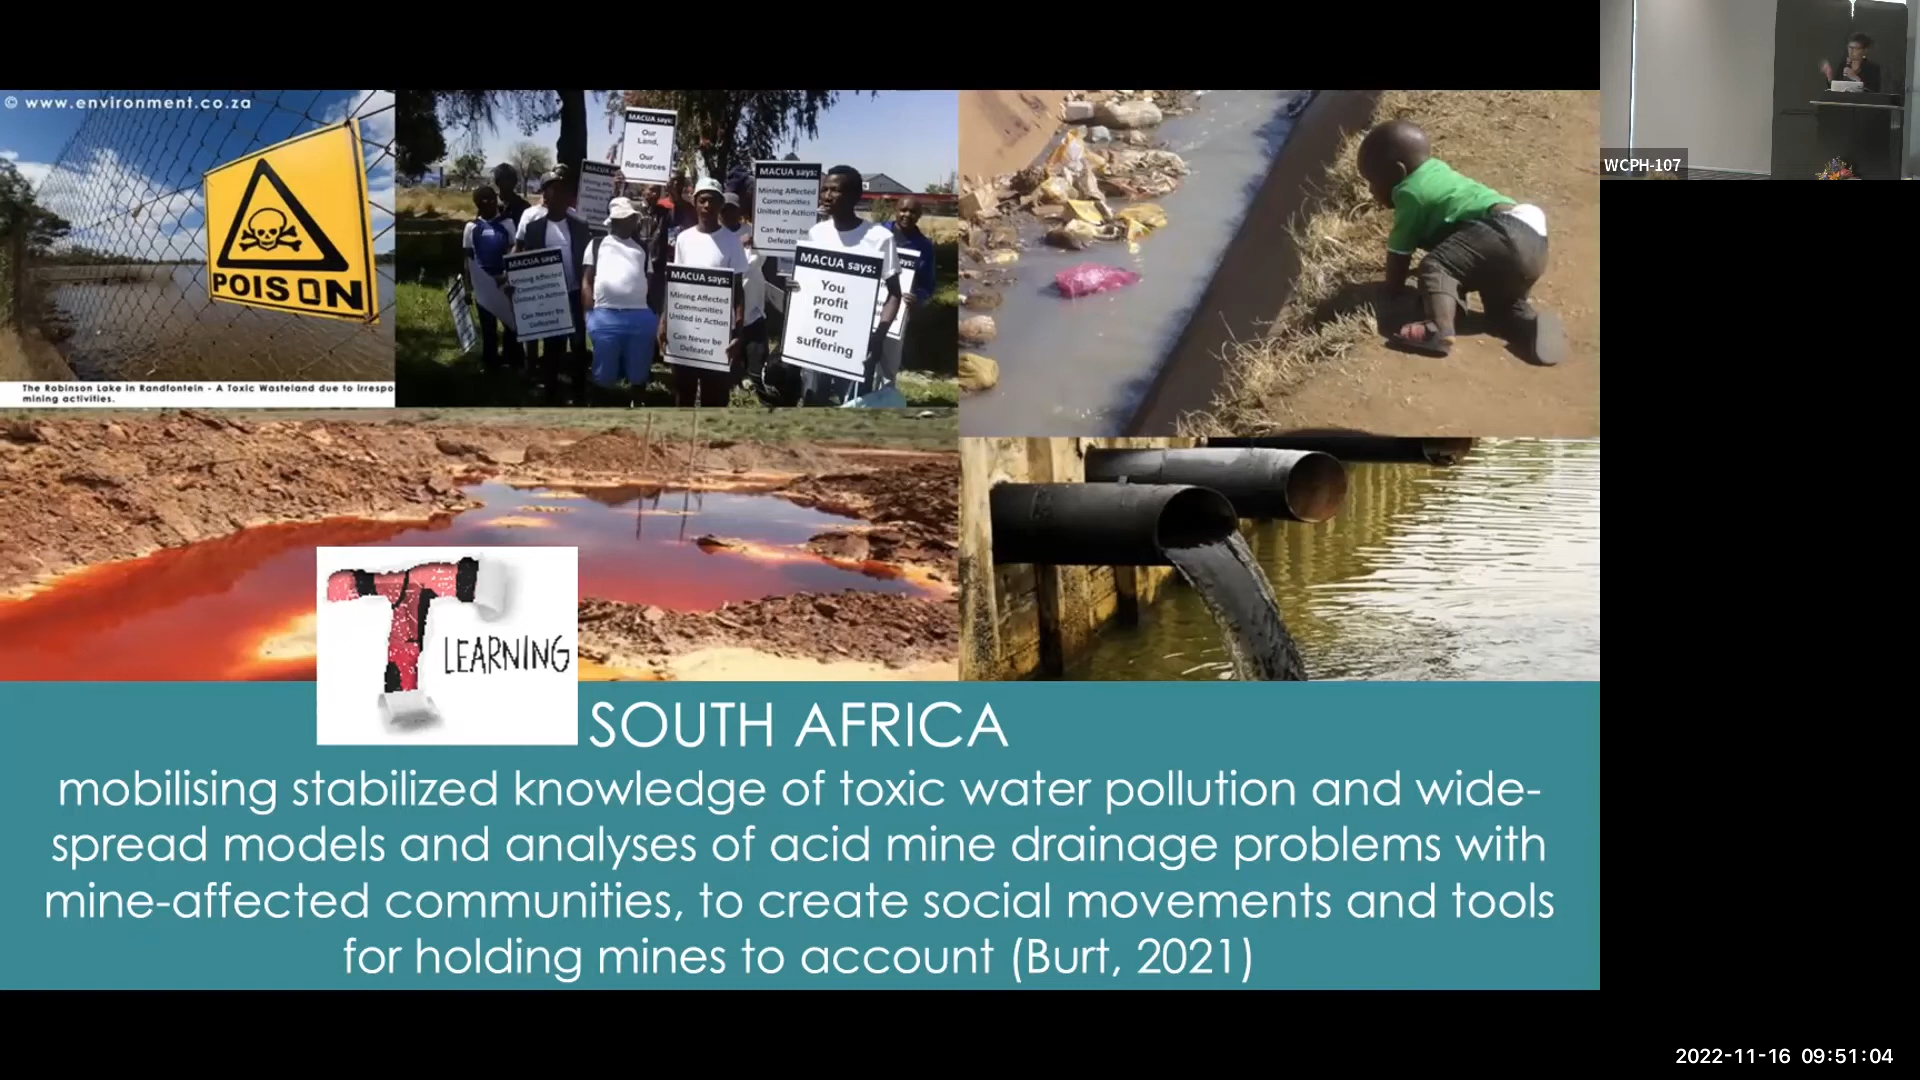 © www.environment.co.za
POISON
The Robinson Lake in Randfontein - A Toxic Wasteland due to irrespo
mining activities.
MACUA says:
Our
Land,
Our
Resources
MACUA says:
Mining Affected
Communities
United in Action
–
Can Never be
Defeated
MACUA says:
Mining Affected
Communities
United in Action
–
Can Never be
Defeated
MACUA says:
Mining Affected
Communities
United in Action
–
Can Never be
Defeated
MACUA says:
You
profit
from
our
suffering
says:
T
LEARNING
SOUTH AFRICA
mobilising stabilized knowledge of toxic water pollution and wide-
spread models and analyses of acid mine drainage problems with
mine-affected communities, to create social movements and tools
for holding mines to account (Burt, 2021)
WCPH-107
2022-11-16 09:51:04